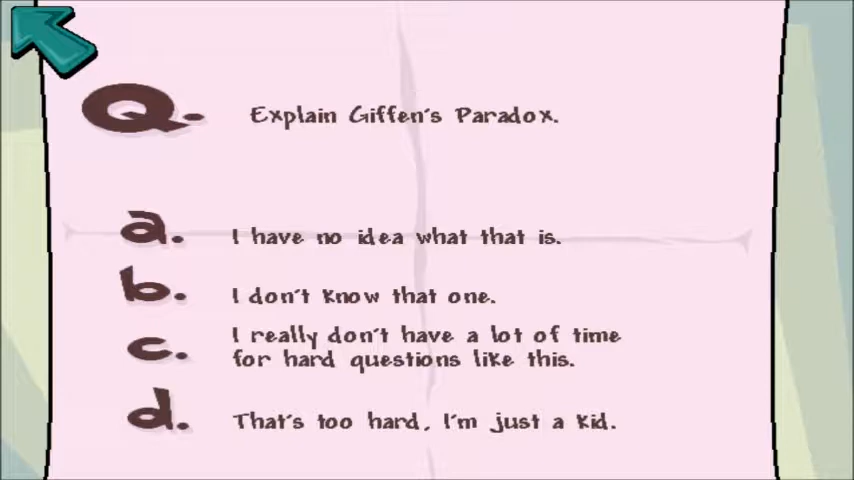 Q. Explain Giffen's Paradox.
a. I have no idea what that is.
b. I don't know that one.
c. I really don't have a lot of time
for hard questions like this.
d. That's too hard, I'm just a kid.